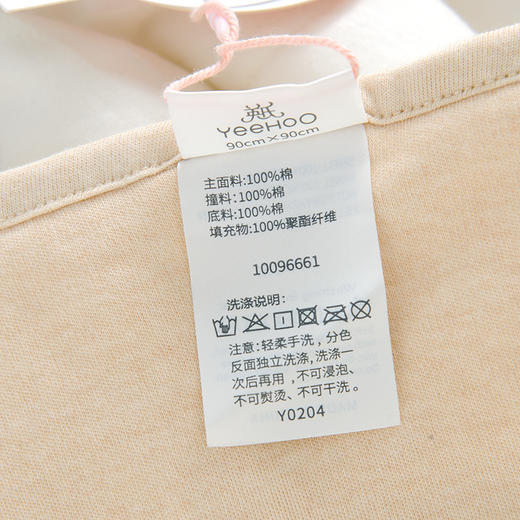 YeeHoO
90cm×90cm
主面料:100%棉
撞料:100%棉
底料:100%棉
填充物:100%聚酯纤维
10096661
洗涤说明:
注意:轻柔手洗,分色
反面独立洗涤,洗涤一
次后再用,不可浸泡、
不可熨烫、不可干洗。
Y0204